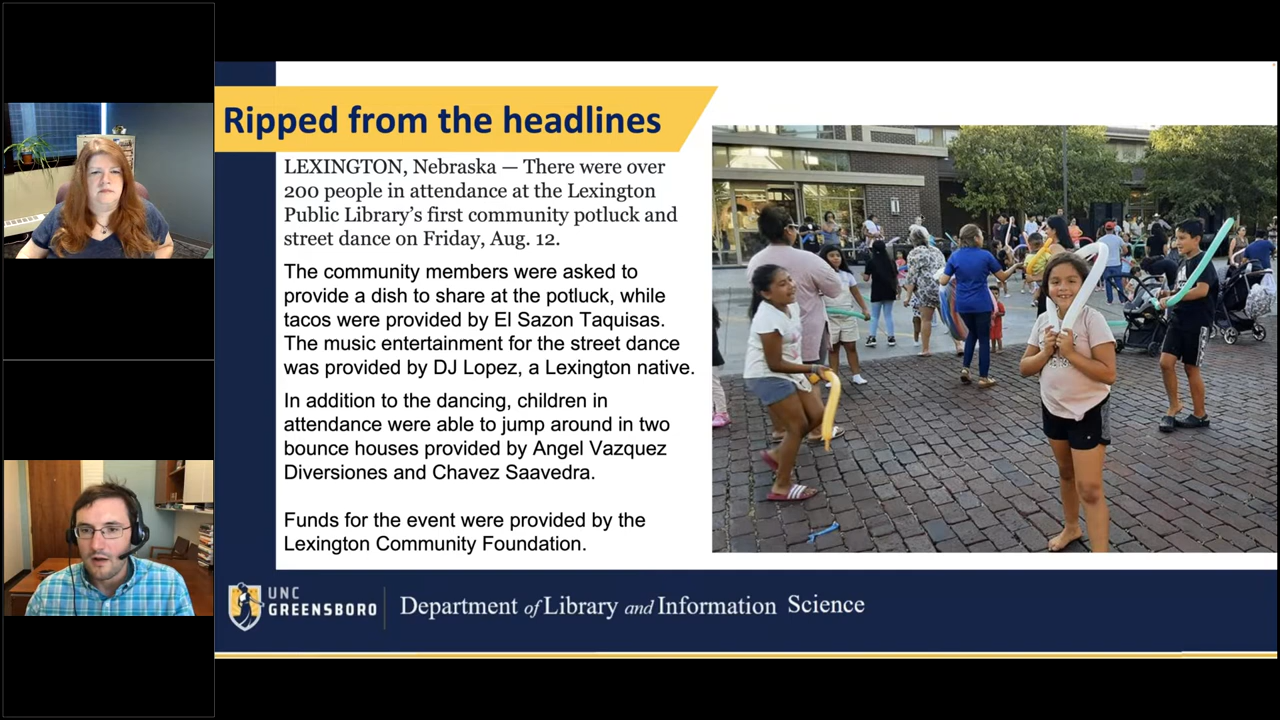 Ripped from the headlines
LEXINGTON, Nebraska — There were over
200 people in attendance at the Lexington
Public Library's first community potluck and
street dance on Friday, Aug. 12.
The community members were asked to
provide a dish to share at the potluck, while
tacos were provided by El Sazon Taquisas.
The music entertainment for the street dance
was provided by DJ Lopez, a Lexington native.
In addition to the dancing, children in
attendance were able to jump around in two
bounce houses provided by Angel Vazquez
Diversiones and Chavez Saavedra.
Funds for the event were provided by the
Lexington Community Foundation.
UNC
GREENSBORO
Department of Library and Information Science